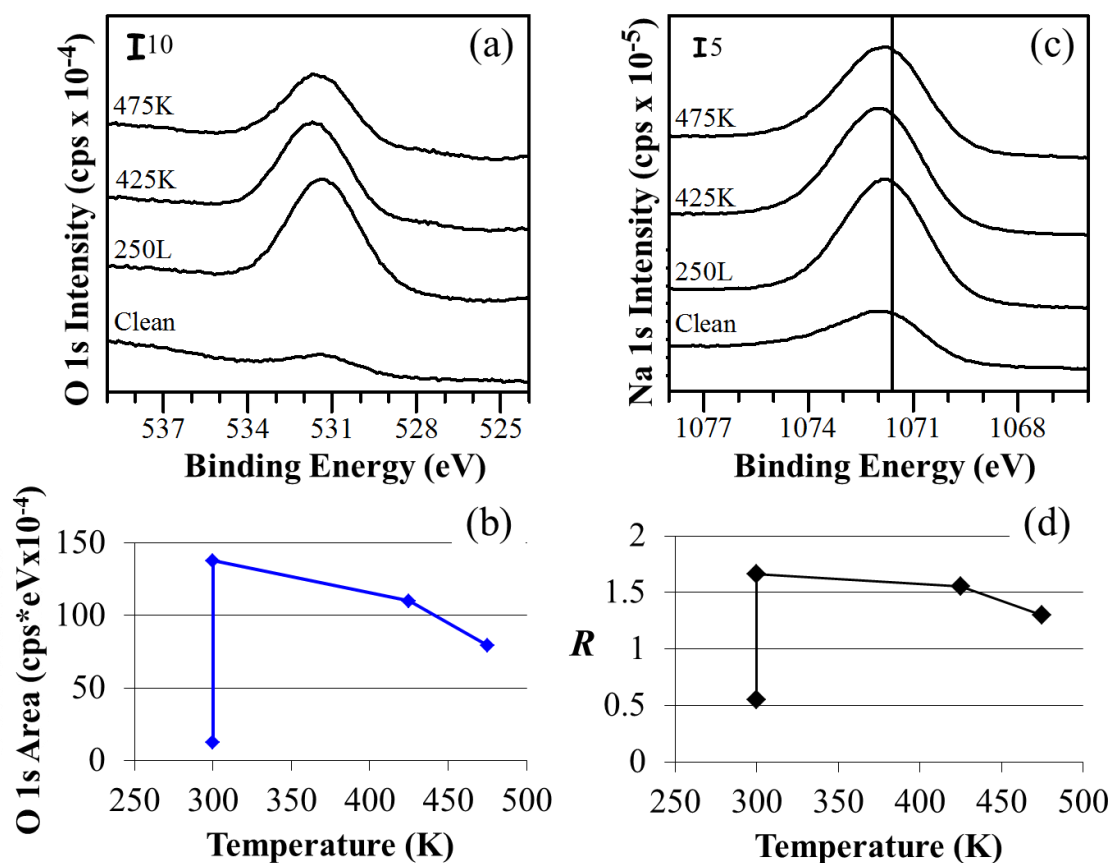 O 1s Intensity (cps x 10-4)
10
(a)
475K
425K
250L
Clean
537 534 531 528 525
Binding Energy (eV)
Na 1s Intensity (cps x 10-5)
5
(c)
475K
425K
250L
Clean
1077 1074 1071 1068
Binding Energy (eV)
O 1s Area (cps*eVx10-4)
(b)
150
100
50
0
250 300 350 400 450 500
Temperature (K)
R
(d)
2
1.5
1
0.5
0
250 300 350 400 450 500
Temperature (K)